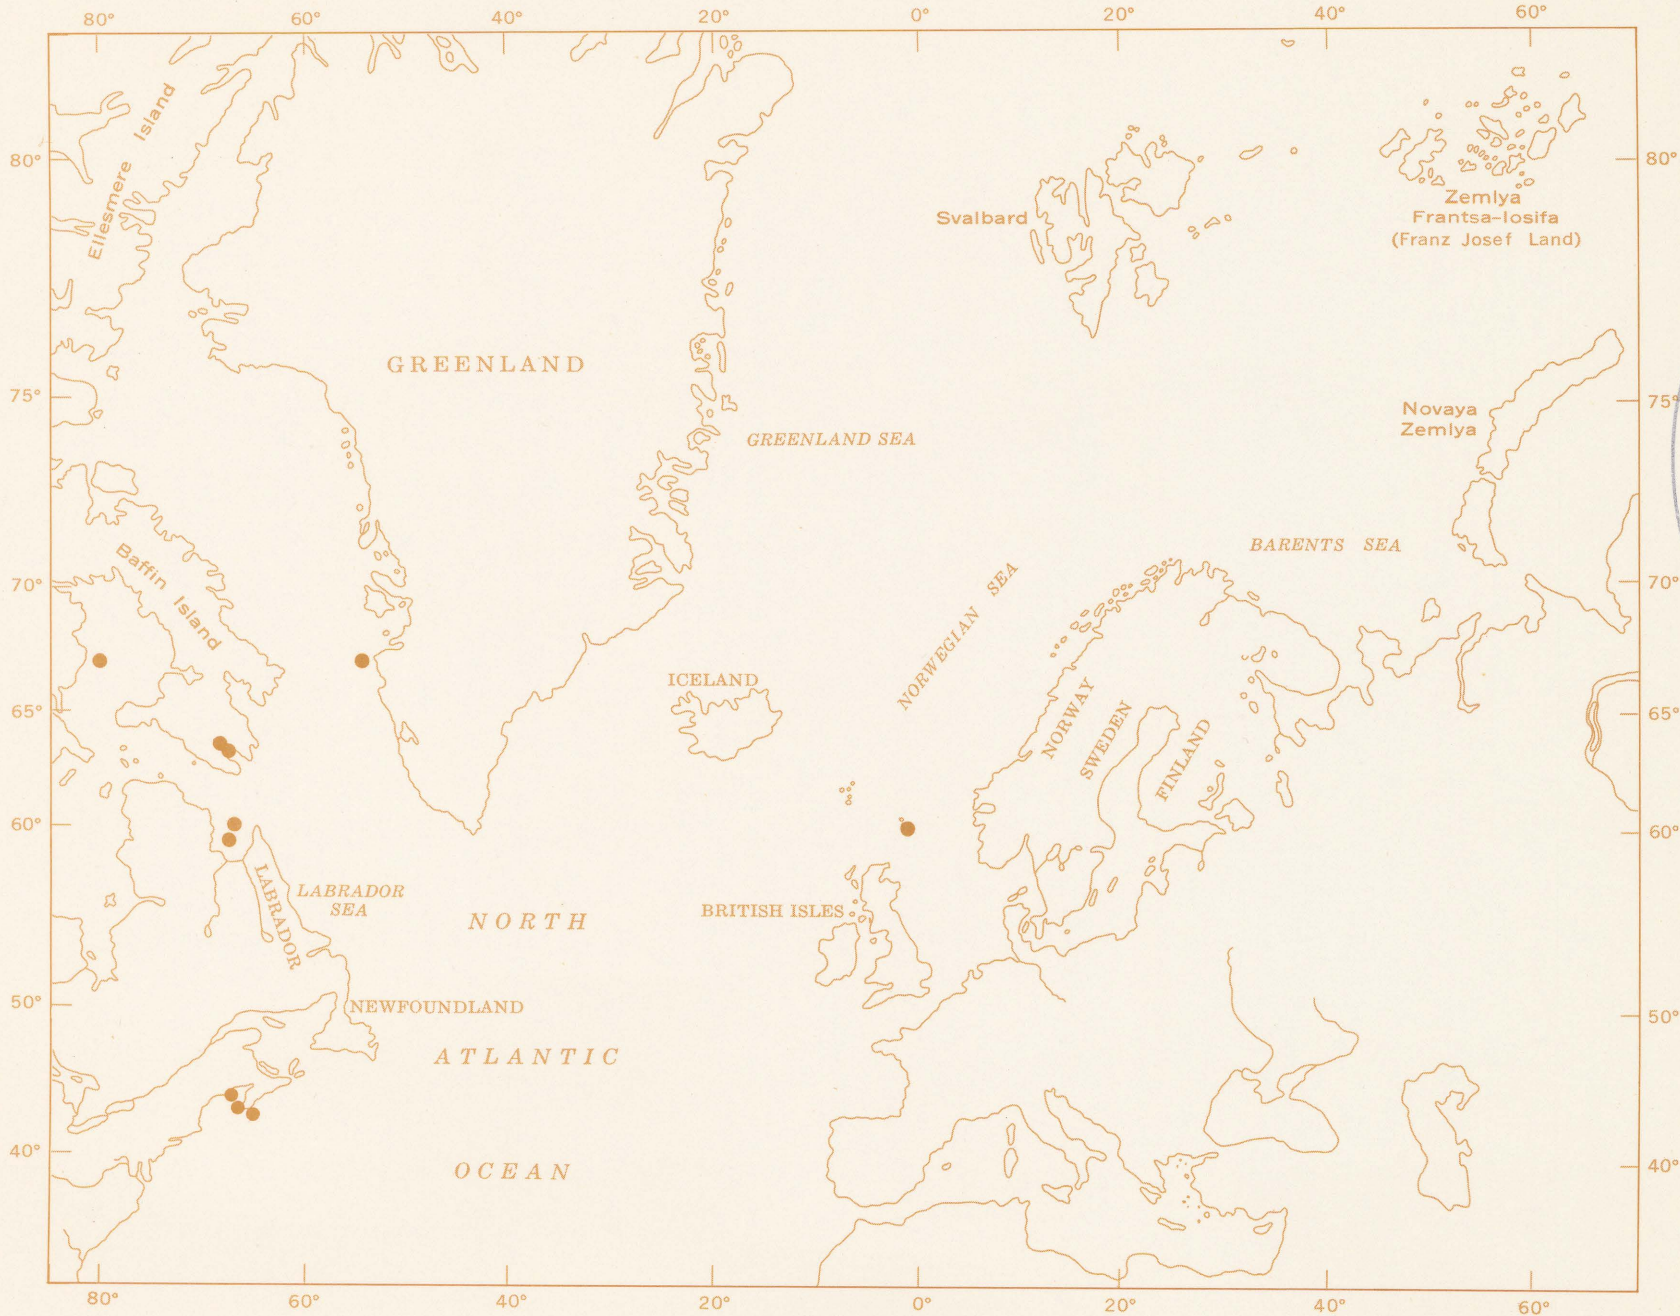 80° 60° 40° 20° 0° 20° 40° 60°
Ellesmere Island
80° 80°
Zemlya
Frantsa-Iosifa
(Franz Josef Land)
Svalbard
GREENLAND
75° 75°
Novaya
Zemlya
GREENLAND SEA
BARENTS SEA
Baffin Island
70° 70°
NORWEGIAN SEA
ICELAND
65° 65°
NORWAY
SWEDEN
FINLAND
60° 60°
LABRADOR
LABRADOR
SEA
NORTH
BRITISH ISLES
50° 50°
NEWFOUNDLAND
ATLANTIC
40° 40°
OCEAN
80° 60° 40° 20° 0° 20° 40° 60°